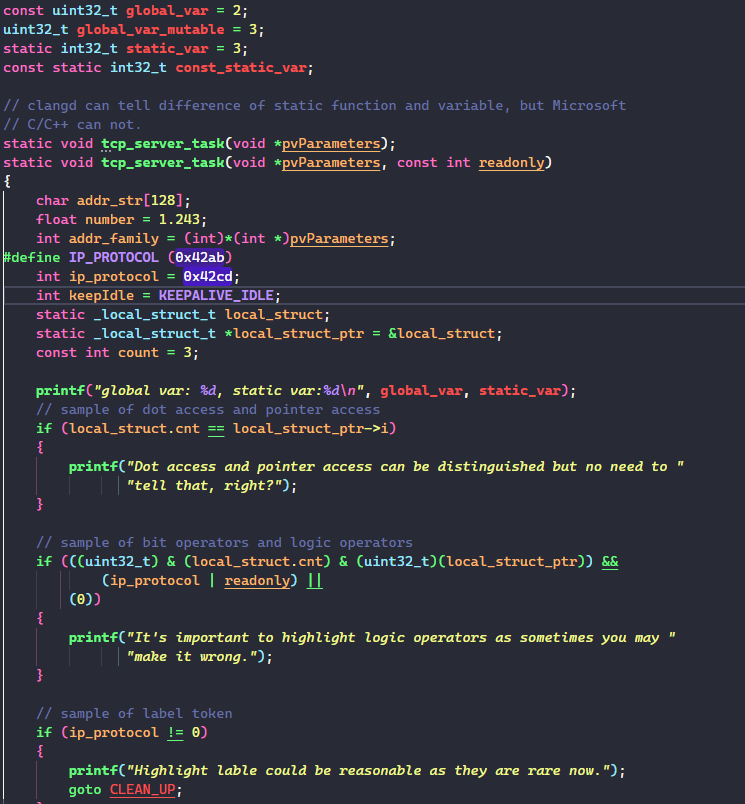 const uint32_t global_var = 2;
uint32_t global_var_mutable = 3;
static int32_t static_var = 3;
const static int32_t const_static_var;
// clangd can tell difference of static function and variable, but Microsoft
// C/C++ can not.
static void tcp_server_task(void *pvParameters);
static void tcp_server_task(void *pvParameters, const int readonly)
{
    char addr_str[128];
    float number = 1.243;
    int addr_family = (int)*(int *)pvParameters;
#define IP_PROTOCOL (0x42ab)
    int ip_protocol = 0x42cd;
    int keepIdle = KEEPALIVE_IDLE;
    static _local_struct_t local_struct;
    static _local_struct_t *local_struct_ptr = &local_struct;
    const int count = 3;
    printf("global var: %d, static var:%d\n", global_var, static_var);
    // sample of dot access and pointer access
    if (local_struct.cnt == local_struct_ptr->i)
    {
        printf("Dot access and pointer access can be distinguished but no need to "
               "tell that, right?");
    }
    // sample of bit operators and logic operators
    if (((uint32_t) & (local_struct.cnt) & (uint32_t)(local_struct_ptr)) &&
            (ip_protocol | readonly) ||
        (0))
    {
        printf("It's important to highlight logic operators as sometimes you may "
               "make it wrong.");
    }
    // sample of label token
    if (ip_protocol != 0)
    {
        printf("Highlight lable could be reasonable as they are rare now.");
        goto CLEAN_UP;